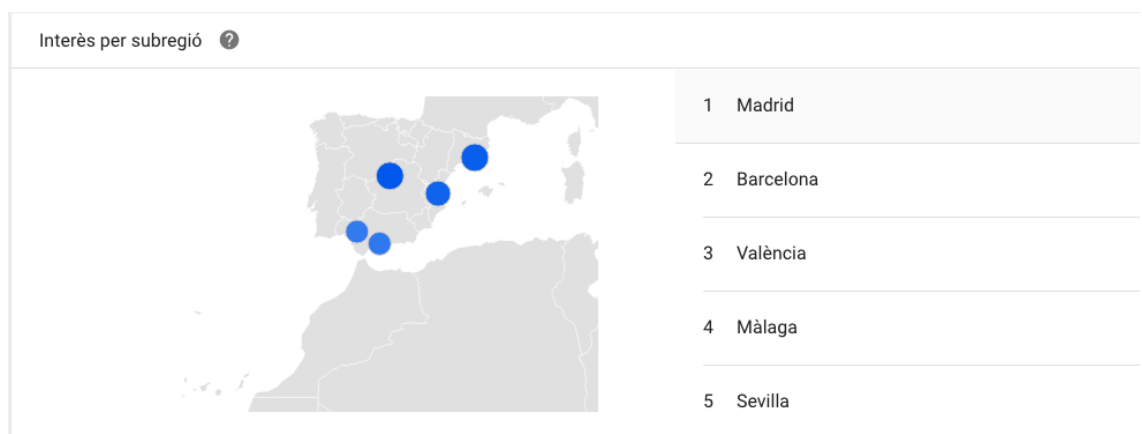 Interès per subregió ?
1 Madrid
2 Barcelona
3 València
4 Màlaga
5 Sevilla